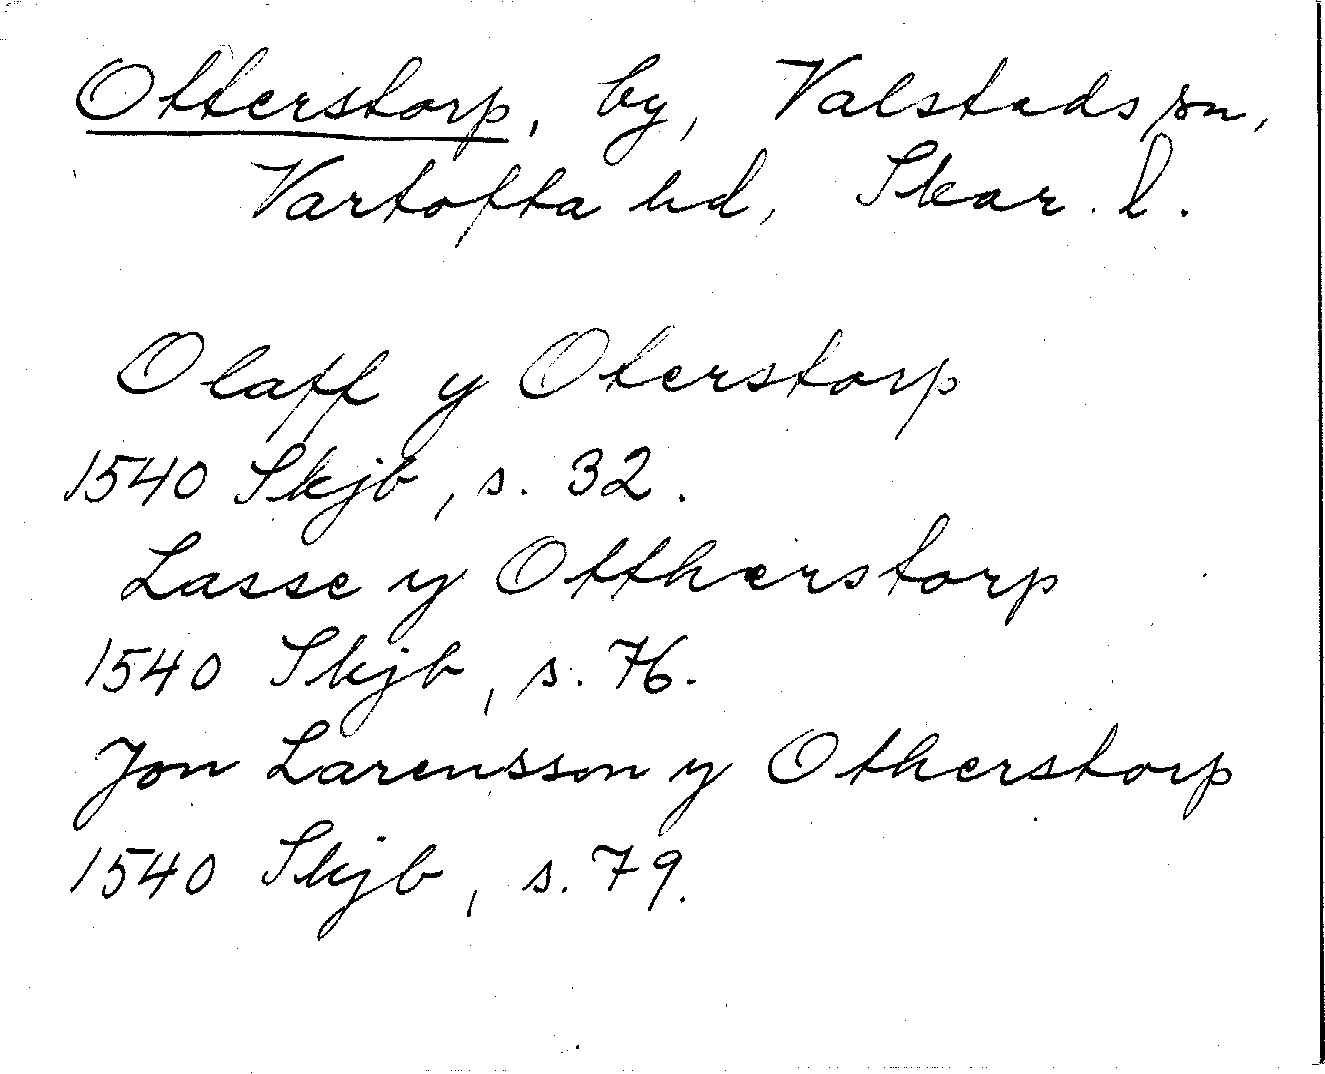 Otterstorp, by, Valstads sn,
Vartofta hd, Skar. l.
Olaff y Oterstorp
1540 Skjb, s. 32.
Lasse y Ottherstorp
1540 Skjb, s. 76.
Jon Larensson y Otherstorp
1540 Skjb, s. 79.